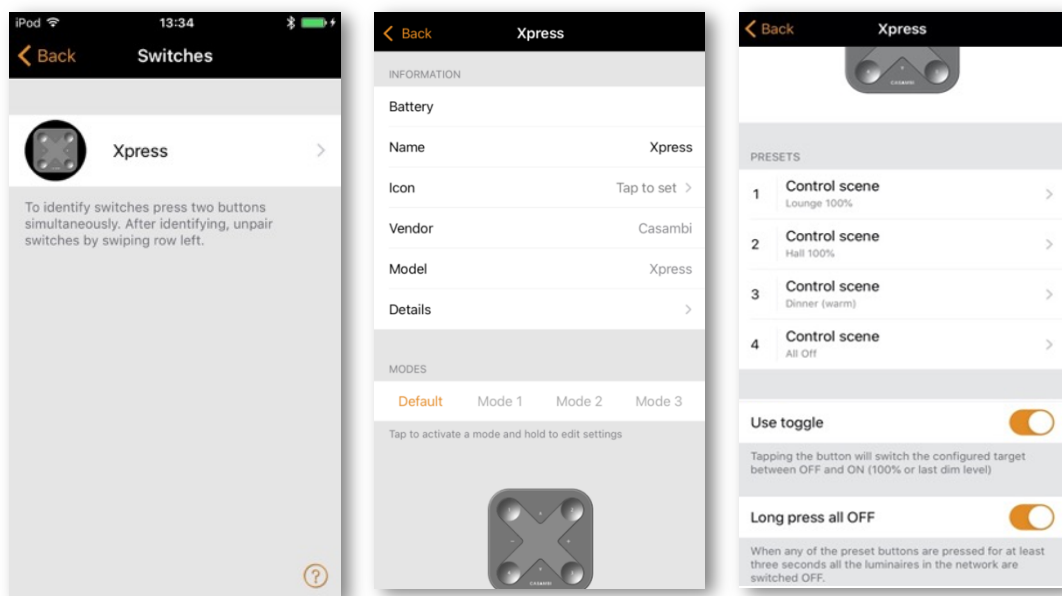 iPod 13:34
Back Switches
Xpress
To identify switches press two buttons
simultaneously. After identifying, unpair
switches by swiping row left.
?
Back Xpress
INFORMATION
Battery
Name Xpress
Icon Tap to set
Vendor Casambi
Model Xpress
Details
MODES
Default Mode 1 Mode 2 Mode 3
Tap to activate a mode and hold to edit settings
CASAMBI
Back Xpress
CASAMBI
PRESETS
1 Control scene
Lounge 100%
2 Control scene
Hall 100%
3 Control scene
Dinner (warm)
4 Control scene
All Off
Use toggle
Tapping the button will switch the configured target
between OFF and ON (100% or last dim level)
Long press all OFF
When any of the preset buttons are pressed for at least
three seconds all the luminaires in the network are
switched OFF.